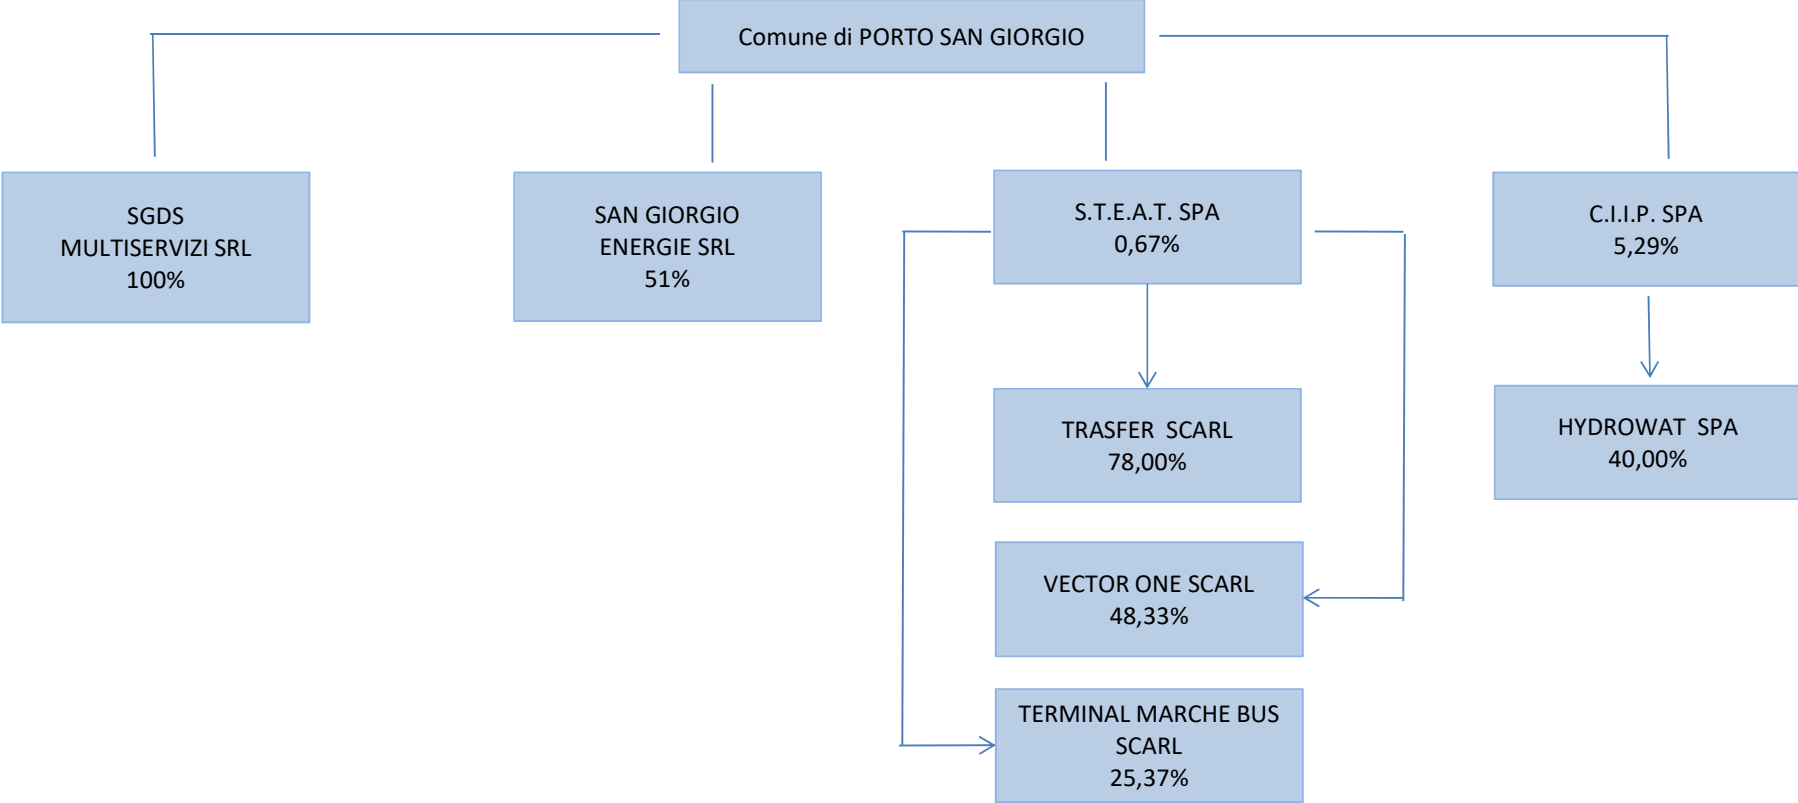 Comune di PORTO SAN GIORGIO
SGDS
MULTISERVIZI SRL
100%
SAN GIORGIO
ENERGIE SRL
51%
S.T.E.A.T. SPA
0,67%
C.I.I.P. SPA
5,29%
TRASFER SCARL
78,00%
HYDROWAT SPA
40,00%
VECTOR ONE SCARL
48,33%
TERMINAL MARCHE BUS
SCARL
25,37%